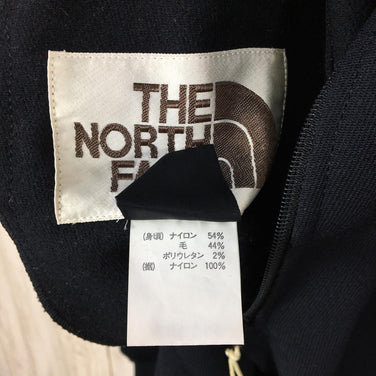 THE
NORTH
FA
(身頃) ナイロン 54%
毛 44%
ポリウレタン 2%
(裾) ナイロン 100%